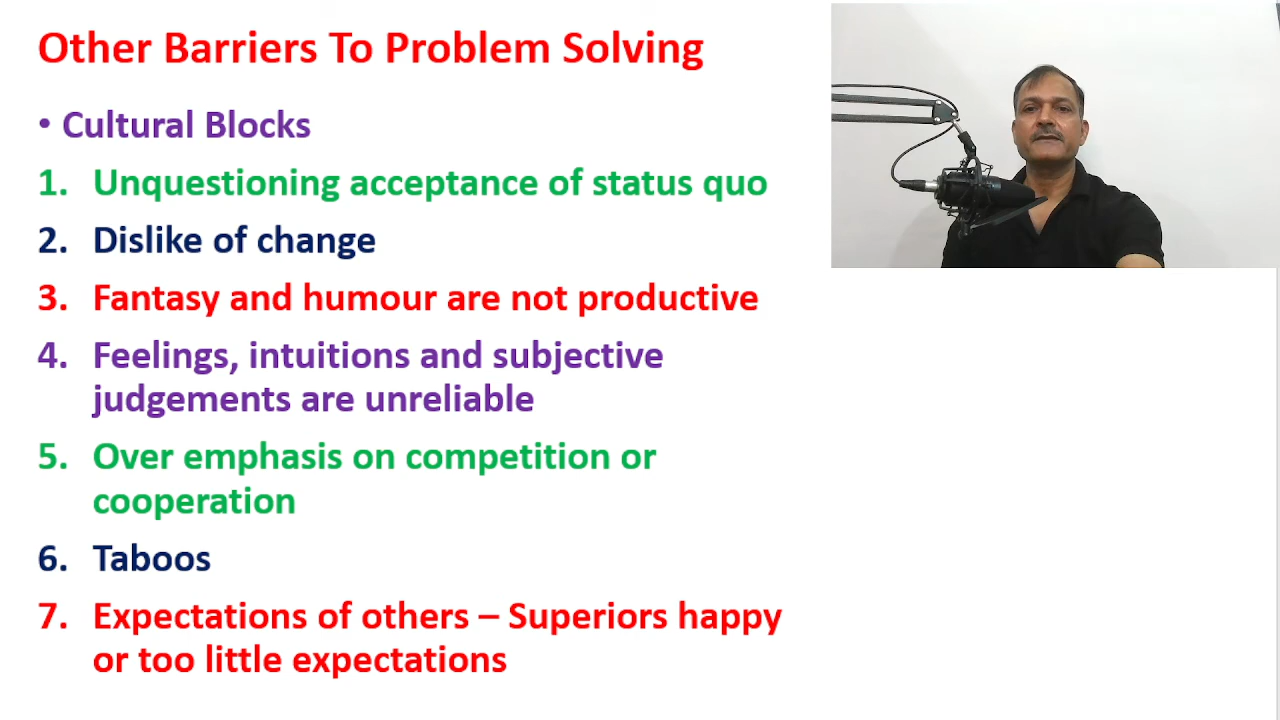 Other Barriers To Problem Solving
• Cultural Blocks
1. Unquestioning acceptance of status quo
2. Dislike of change
3. Fantasy and humour are not productive
4. Feelings, intuitions and subjective
judgements are unreliable
5. Over emphasis on competition or
cooperation
6. Taboos
7. Expectations of others – Superiors happy
or too little expectations